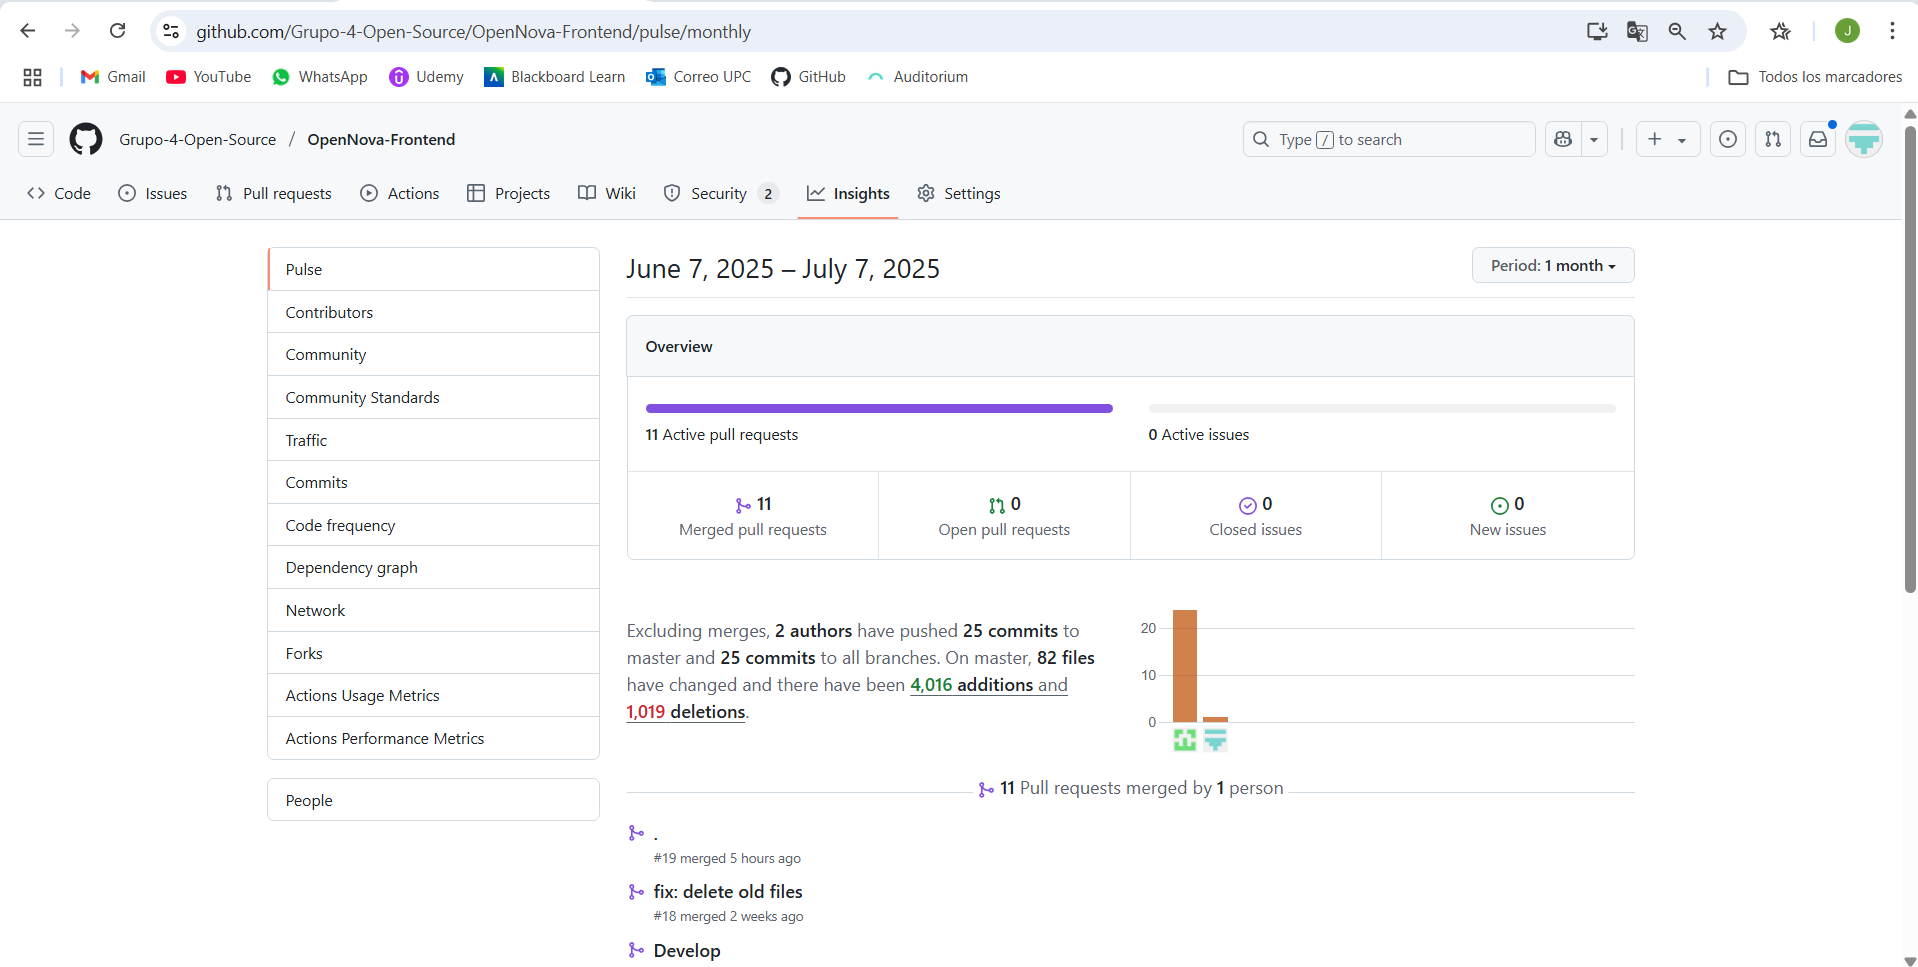 github.com/Grupo-4-Open-Source/OpenNova-Frontend/pulse/monthly
J
Gmail YouTube WhatsApp Udemy Blackboard Learn Correo UPC GitHub Auditorium Todos los marcadores
Grupo-4-Open-Source / OpenNova-Frontend
Type / to search
Code Issues Pull requests Actions Projects Wiki Security 2 Insights Settings
Pulse
Contributors
Community
Community Standards
Traffic
Commits
Code frequency
Dependency graph
Network
Forks
Actions Usage Metrics
Actions Performance Metrics
People
June 7, 2025 – July 7, 2025
Period: 1 month
Overview
11 Active pull requests
0 Active issues
11
Merged pull requests
0
Open pull requests
0
Closed issues
0
New issues
Excluding merges, 2 authors have pushed 25 commits to
master and 25 commits to all branches. On master, 82 files
have changed and there have been 4,016 additions and
1,019 deletions.
20
10
0
11 Pull requests merged by 1 person
.
#19 merged 5 hours ago
fix: delete old files
#18 merged 2 weeks ago
Develop